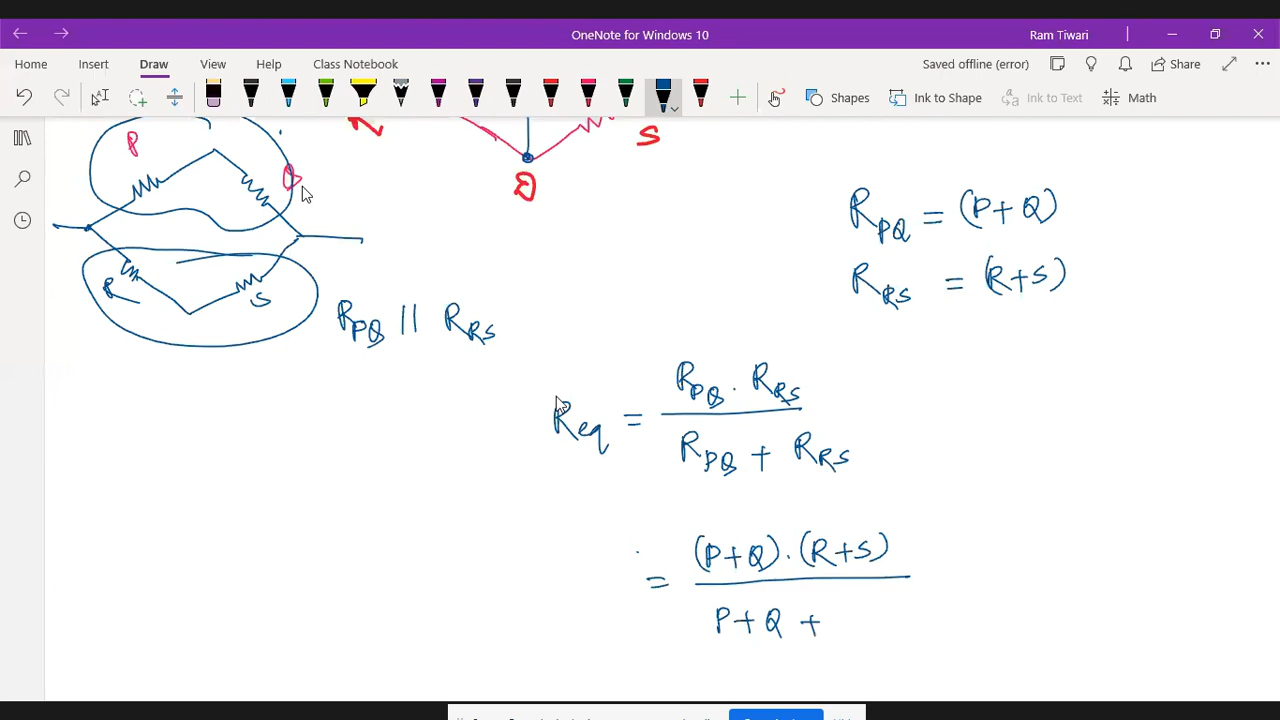 OneNote for Windows 10
Ram Tiwari
Home Insert Draw View Help Class Notebook
Saved offline (error)
Share
Shapes
Ink to Shape
Ink to Text
Math
P
Q
R
S
S
D
R_PQ = (P+Q)
R_RS = (R+S)
R_PQ || R_RS
R_eq = R_PQ . R_RS
R_PQ + R_RS
= (P+Q) . (R+S)
P+Q +